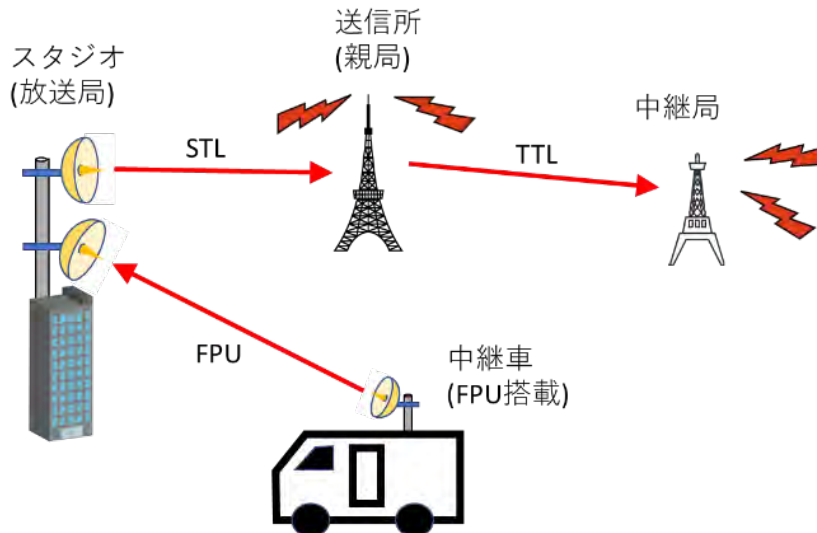 スタジオ
(放送局)
送信所
(親局)
中継局
STL
TTL
FPU
中継車
(FPU搭載)